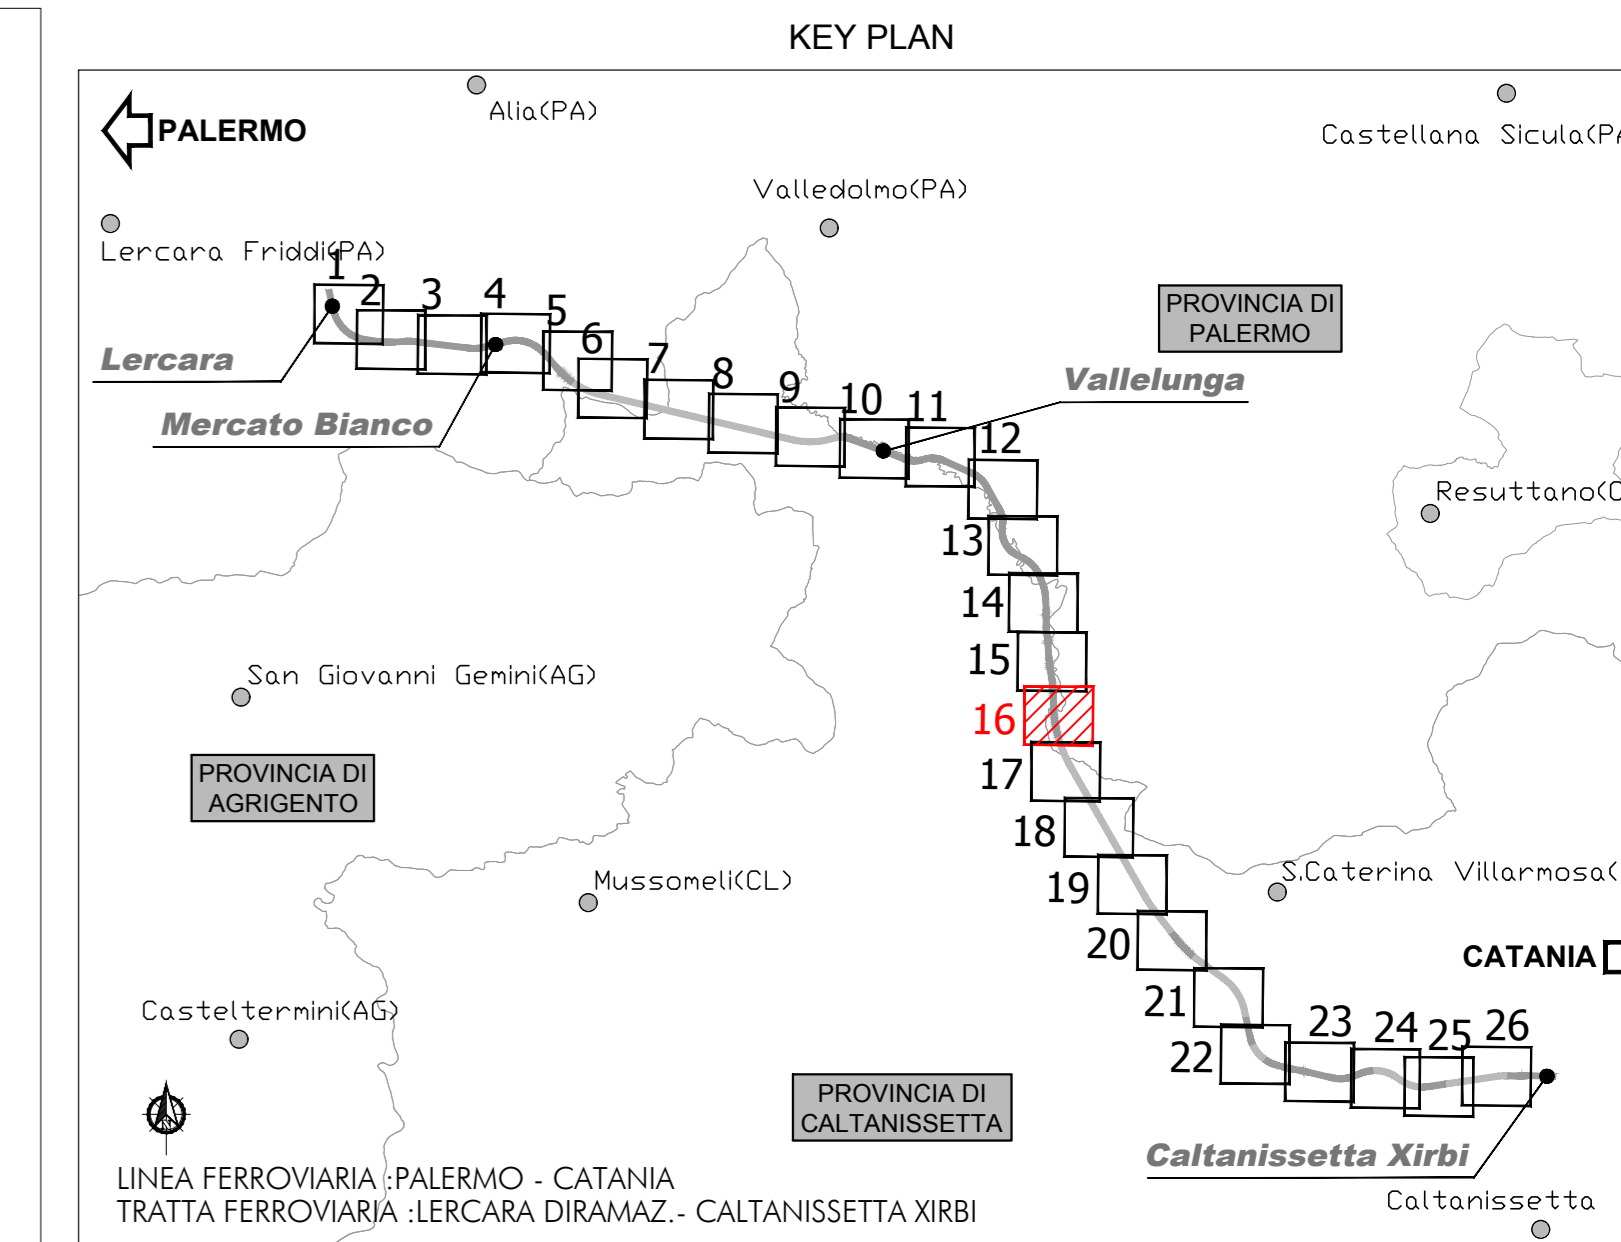 KEY PLAN
Alia(PA)
PALERMO
Castellana Sicula(PA
Valledolmo(PA)
Lercara Friddi(PA)
1
2
3
4
5
6
7
8
9
10
11
12
PROVINCIA DI
PALERMO
Lercara
Vallelunga
Mercato Bianco
Resuttano(C
13
14
15
16
17
18
19
20
21
22
23
24
25
26
San Giovanni Gemini(AG)
PROVINCIA DI
AGRIGENTO
Mussomeli(CL)
S.Caterina Villarmosa(
CATANIA
Casteltermini(AG)
PROVINCIA DI
CALTANISSETTA
Caltanissetta Xirbi
Caltanissetta
LINEA FERROVIARIA :PALERMO - CATANIA
TRATTA FERROVIARIA :LERCARA DIRAMAZ.- CALTANISSETTA XIRBI